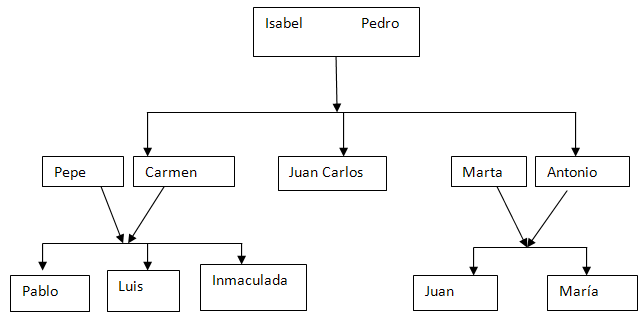 Isabel Pedro
Pepe
Carmen
Juan Carlos
Marta
Antonio
Pablo
Luis
Inmaculada
Juan
María